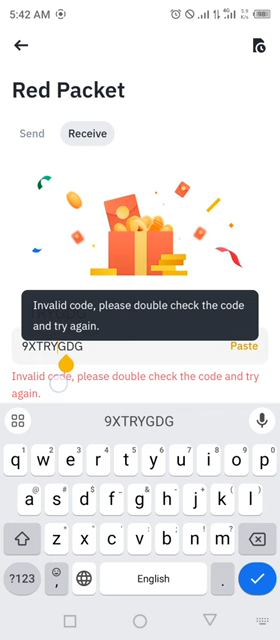 5:42 AM
Red Packet
Send
Receive
Invalid code, please double check the code
and try again.
9XTRYGDG
Paste
Invalid code, please double check the code and try
again.
9XTRYGDG
q w e r t y u i o p
a s d f g h j k l
z x c v b n m
?123
,
English
.